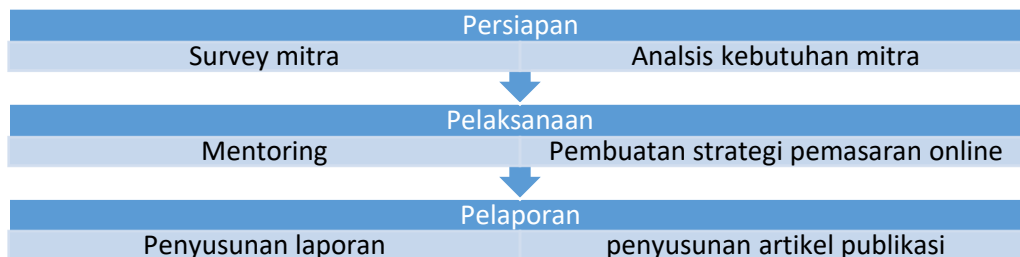 Persiapan
Survey mitra
Analsis kebutuhan mitra
Pelaksanaan
Mentoring
Pembuatan strategi pemasaran online
Pelaporan
Penyusunan laporan
penyusunan artikel publikasi